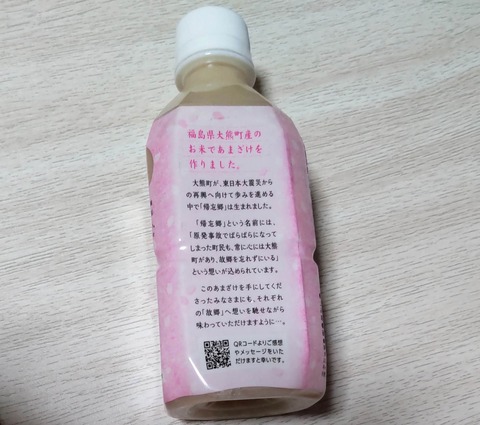 福島県大熊町産の
お米であまざけを
作りました。
大熊町が、東日本大震災から
の再興へ向けて歩みを進める
中で「帰忘郷」は生まれました。
「帰忘郷」という名前には、
「原発事故でばらばらになって
しまった町民も、常に心には大熊
町があり、故郷を忘れずにいる」
という想いが込められています。
このあまざけを手にしてくだ
さったみなさまにも、それぞれ
の「故郷」へ想いを馳せながら
味わっていただけますように…。
QRコードよりご感想
やメッセージをいた
だけますと幸いです。